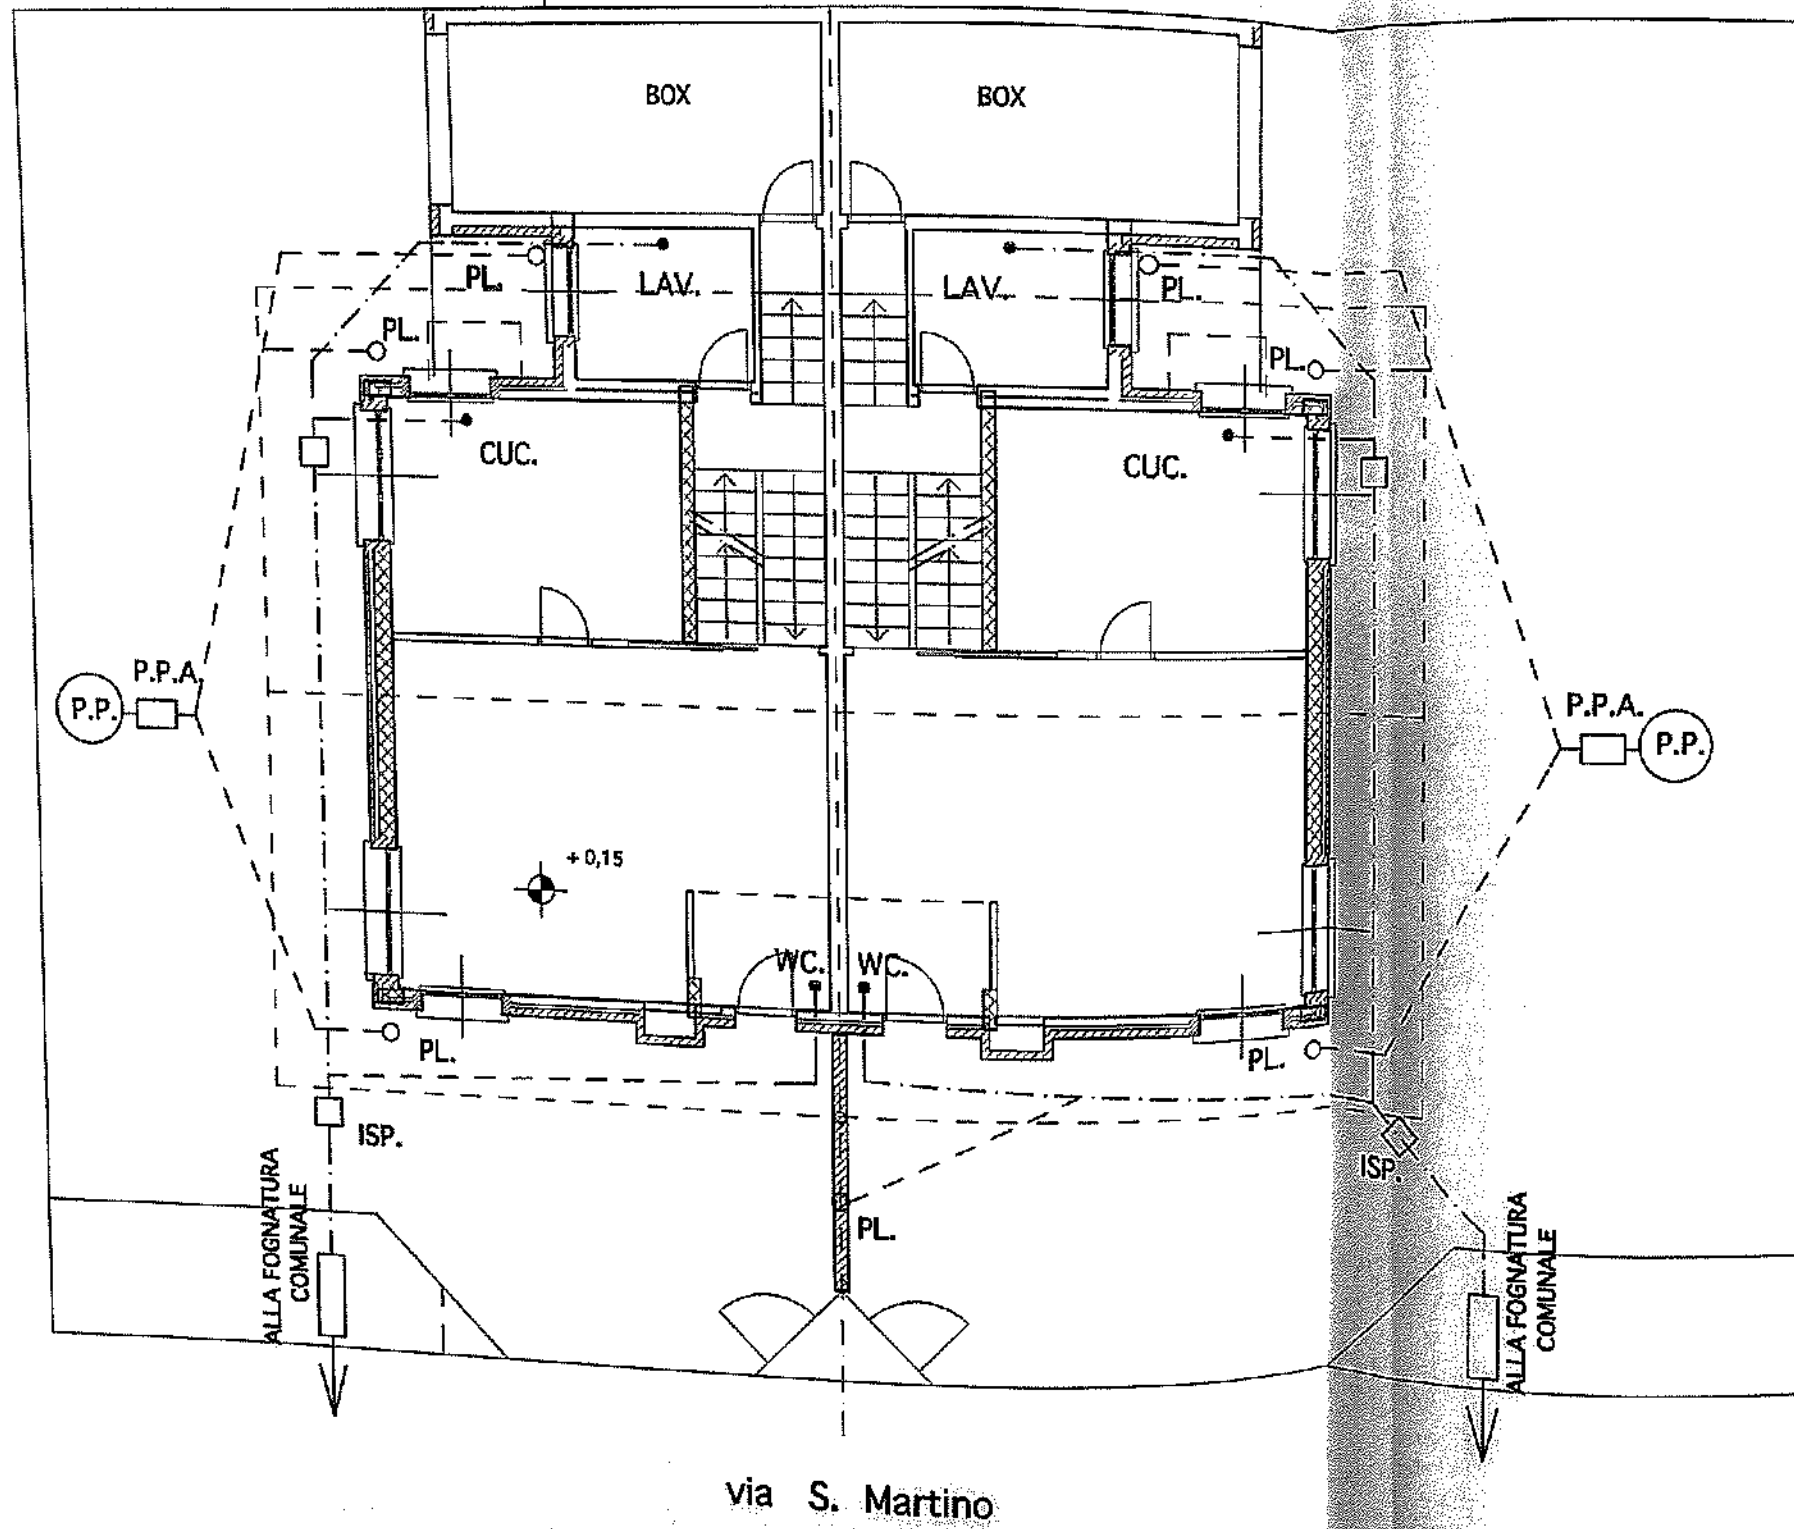 BOX
BOX
PL.
LAV.
LAV.
PL.
PL.
PL.
CUC.
CUC.
P.P.A.
P.P.
P.P.A.
P.P.
+ 0,15
WC.
WC.
PL.
PL.
ISP.
ISP.
ALLA FOGNATURA
COMUNALE
PL.
ALLA FOGNATURA
COMUNALE
via S. Martino